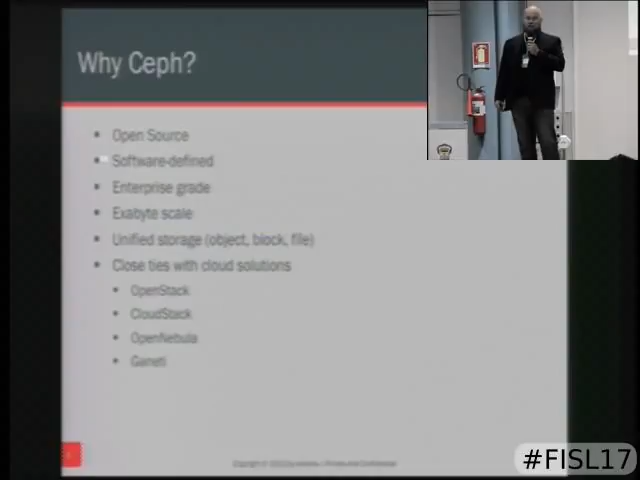 Why Ceph?
Open Source
Software-defined
Enterprise grade
Exabyte scale
Unified storage (object, block, file)
Close ties with cloud solutions
OpenStack
CloudStack
OpenNebula
Ganeti
#FISL17